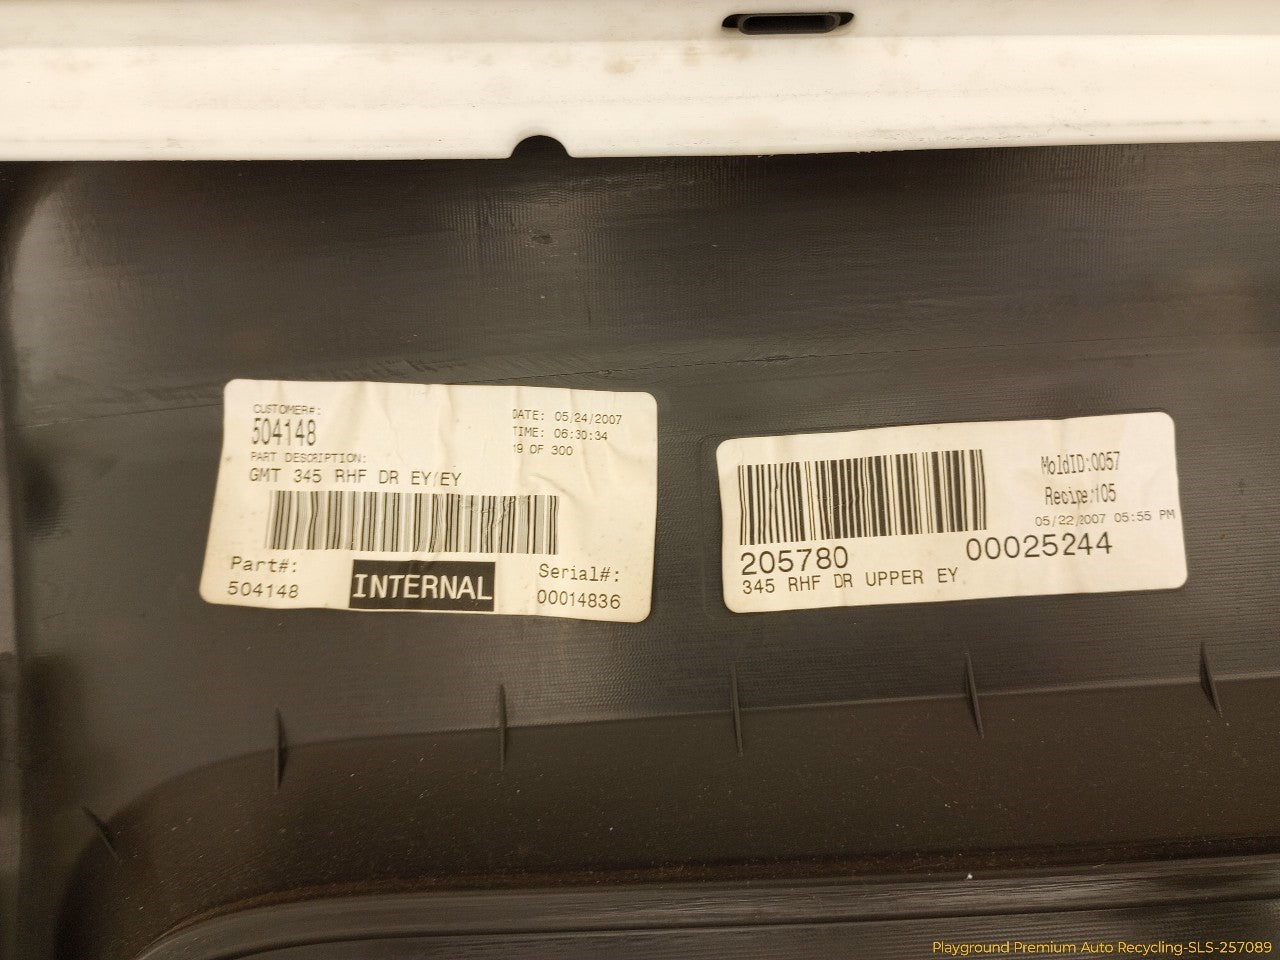 CUSTOMER#:
504148
PART DESCRIPTION:
GMT 345 RHF DR EY/EY
DATE: 05/24/2007
TIME: 06:30:34
19 OF 300
Part#:
504148
INTERNAL
Serial#:
00014836
MoldID:0057
Recipe:105
05/22/2007 05:55 PM
205780
00025244
345 RHF DR UPPER EY
Playground Premium Auto Recycling-SLS-257089